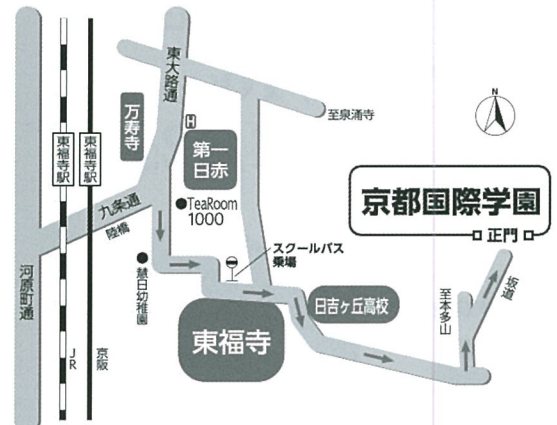 東大路通
万寿寺
H
第一
日赤
至泉涌寺
N
東福寺駅
東福寺駅
九条通
陸橋
TeaRoom
1000
京都国際学園
正門
スクールバス
乗場
慧日幼稚園
河原町通
JR
京阪
東福寺
日吉ヶ丘高校
至本多山
坂道